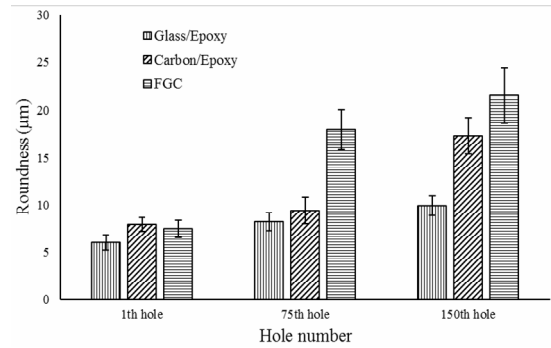 30
25
20
15
10
5
0
Roundness (µm)
Glass/Epoxy
Carbon/Epoxy
FGC
1th hole 75th hole 150th hole
Hole number